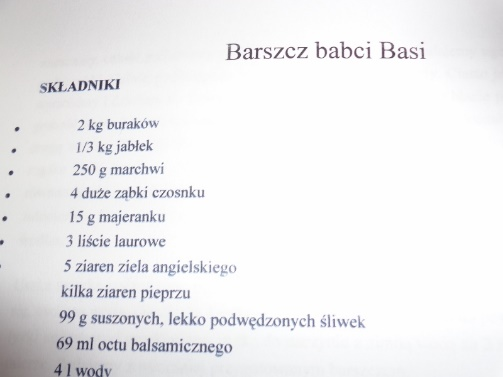 Barszcz babci Basi
SKŁADNIKI
• 2 kg buraków
• 1/3 kg jabłek
• 250 g marchwi
• 4 duże ząbki czosnku
• 15 g majeranku
• 3 liście laurowe
• 5 ziaren ziela angielskiego
kilka ziaren pieprzu
99 g suszonych, lekko podwędzonych śliwek
69 ml octu balsamicznego
4 l wody